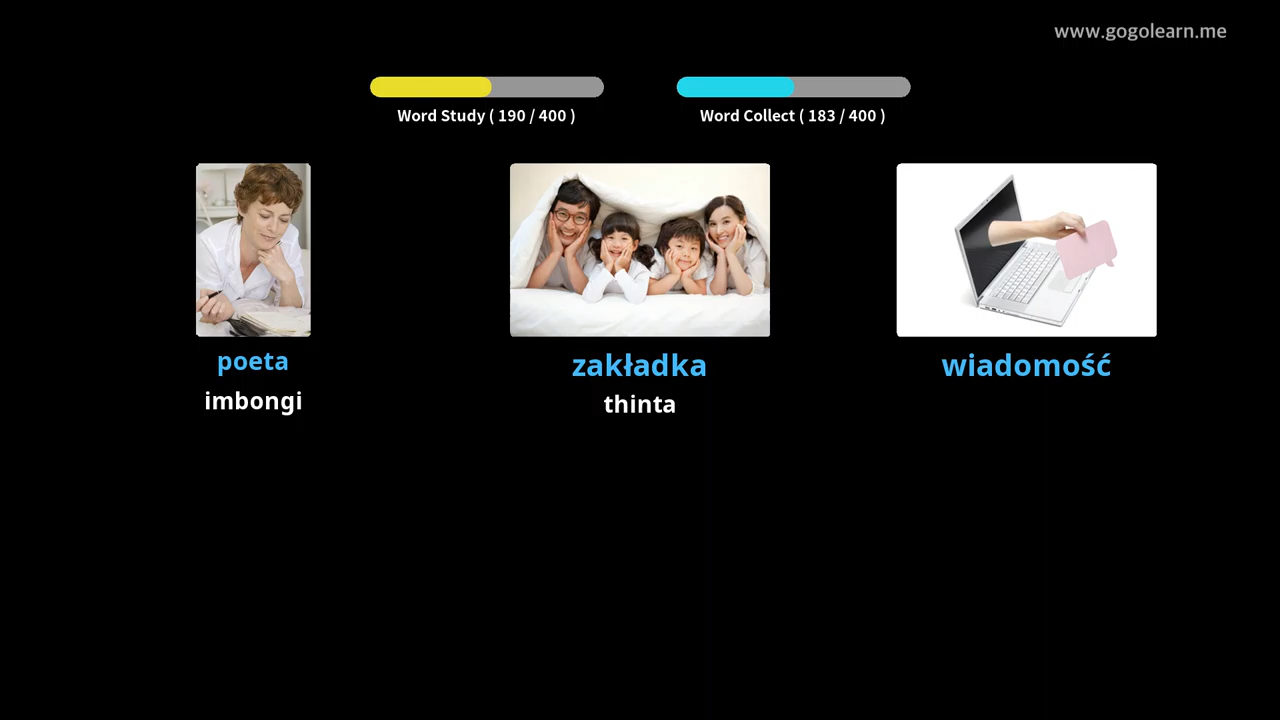 www.gogolearn.me
Word Study ( 190 / 400 )
Word Collect ( 183 / 400 )
poeta
imbongi
zakładka
thinta
wiadomość